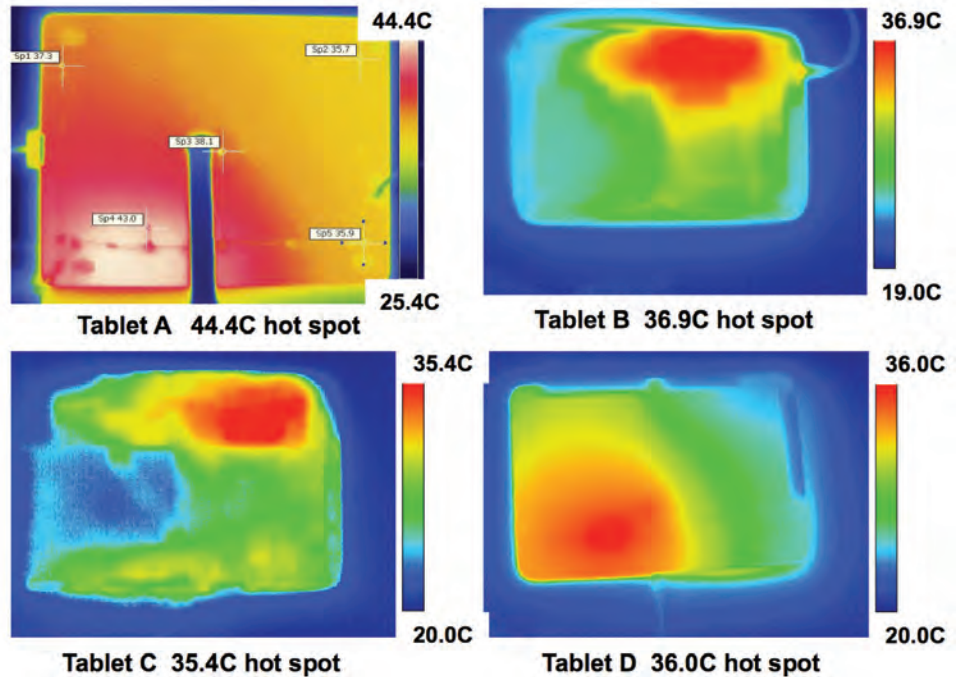 44.4C
Sp1 37.3
Sp2 35.7
Sp3 38.1
Sp4 43.0
Sp5 35.9
25.4C
Tablet A 44.4C hot spot
36.9C
19.0C
Tablet B 36.9C hot spot
35.4C
20.0C
Tablet C 35.4C hot spot
36.0C
20.0C
Tablet D 36.0C hot spot